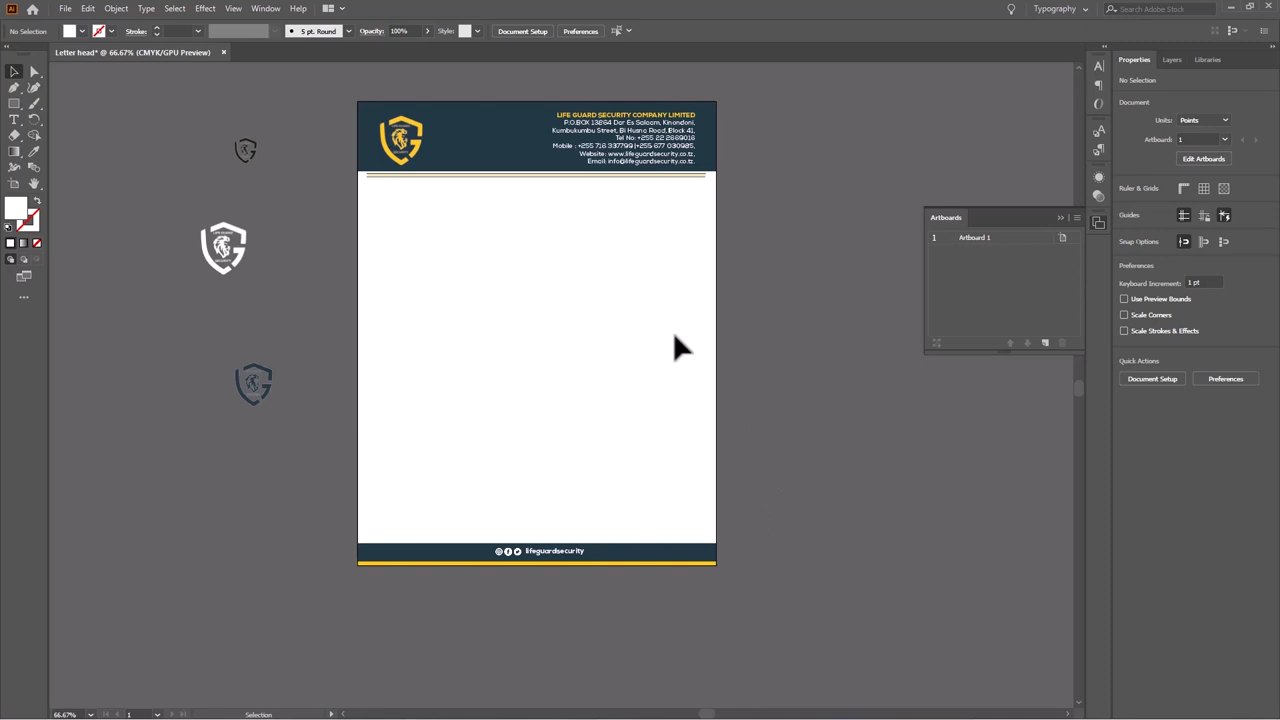 Ai File Edit Object Type Select Effect View Window Help Typography Search Adobe Stock
No Selection Stroke: 5 pt. Round Opacity: 100% Style: Document Setup Preferences
Letter head* @ 66.67% (CMYK/GPU Preview)
Properties Layers Libraries
No Selection
Document
Units: Points
Artboard: 1
Edit Artboards
Ruler & Grids
Guides
Snap Options
Preferences
Keyboard Increment: 1 pt
Use Preview Bounds
Scale Corners
Scale Strokes & Effects
Quick Actions
Document Setup Preferences
Artboards
1 Artboard 1
LIFE GUARD SECURITY COMPANY LIMITED
P.O.BOX 13864 Dar Es Salaam, Kinondoni,
Kumbukumbu Street, Bi Husna Road, Block 41,
Tel No: +255 22 2669016
Mobile : +255 716 337799 |+255 677 030985,
Website: www.lifeguardsecurity.co.tz,
Email: info@lifeguardsecurity.co.tz,
LIFE GUARD
SECURITY
lifeguardsecurity
66.67% 1 Selection